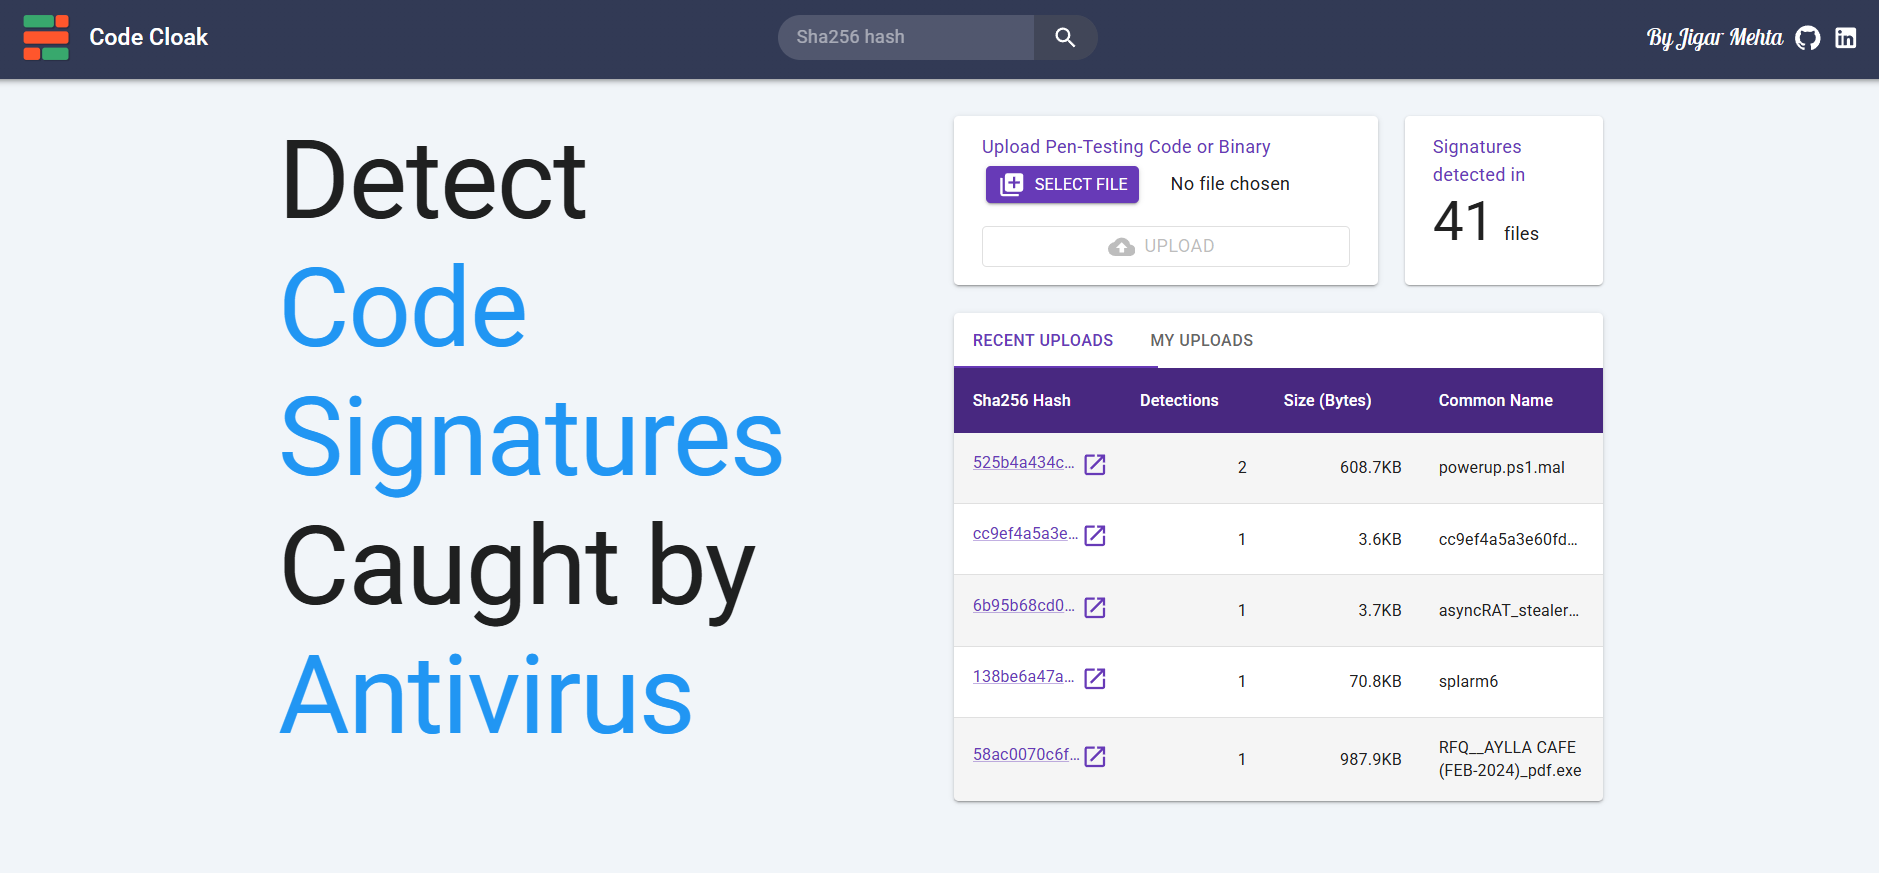 Code Cloak
Sha256 hash
By Jigar Mehta
Detect
Code
Signatures
Caught by
Antivirus
Upload Pen-Testing Code or Binary
SELECT FILE No file chosen
UPLOAD
Signatures
detected in
41 files
RECENT UPLOADS MY UPLOADS
Sha256 Hash Detections Size (Bytes) Common Name
525b4a434c... 2 608.7KB powerup.ps1.mal
cc9ef4a5a3e... 1 3.6KB cc9ef4a5a3e60fd...
6b95b68cd0... 1 3.7KB asyncRAT_stealer...
138be6a47a... 1 70.8KB splarm6
58ac0070c6f... 1 987.9KB RFQ__AYLLA CAFE
(FEB-2024)_pdf.exe